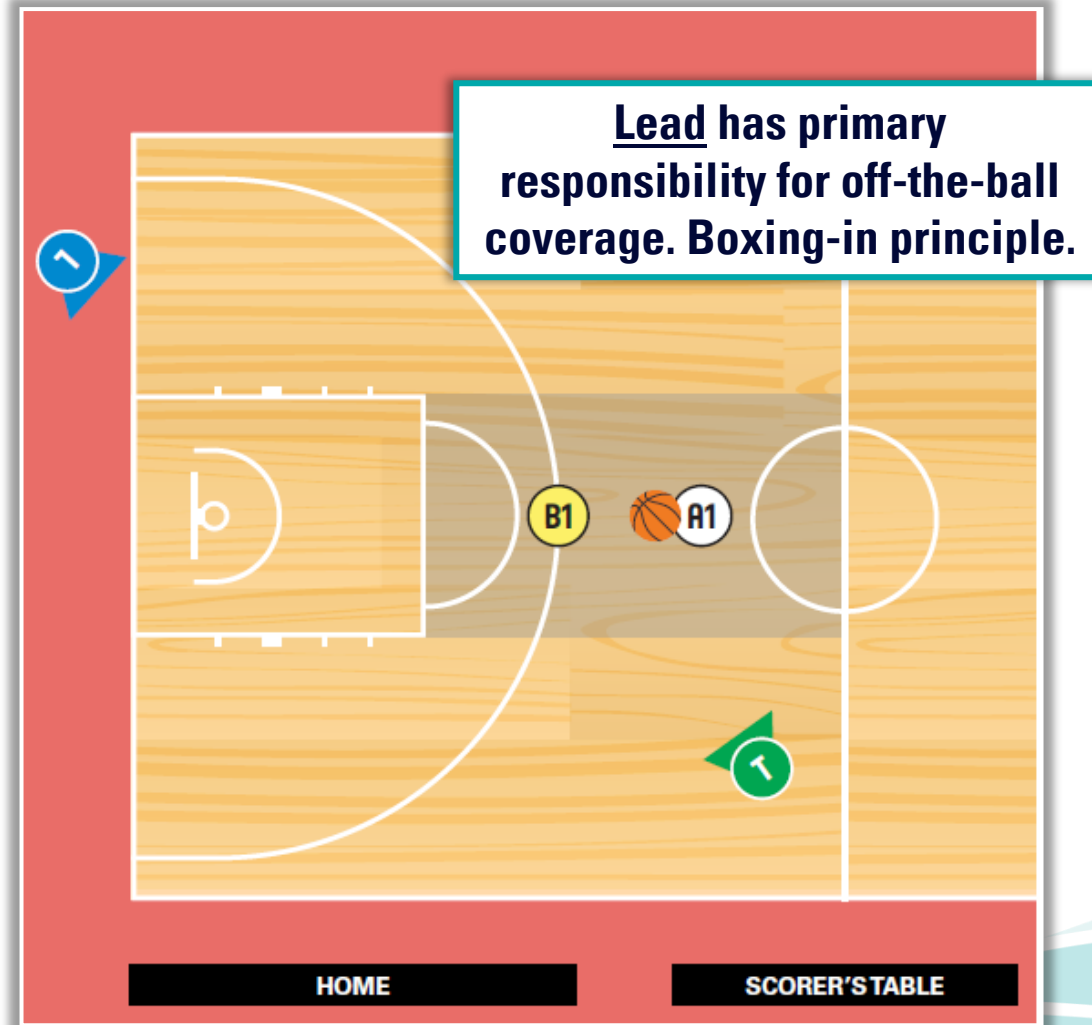 Lead has primary
responsibility for off-the-ball
coverage. Boxing-in principle.
L
B1
A1
T
HOME
SCORER'S TABLE